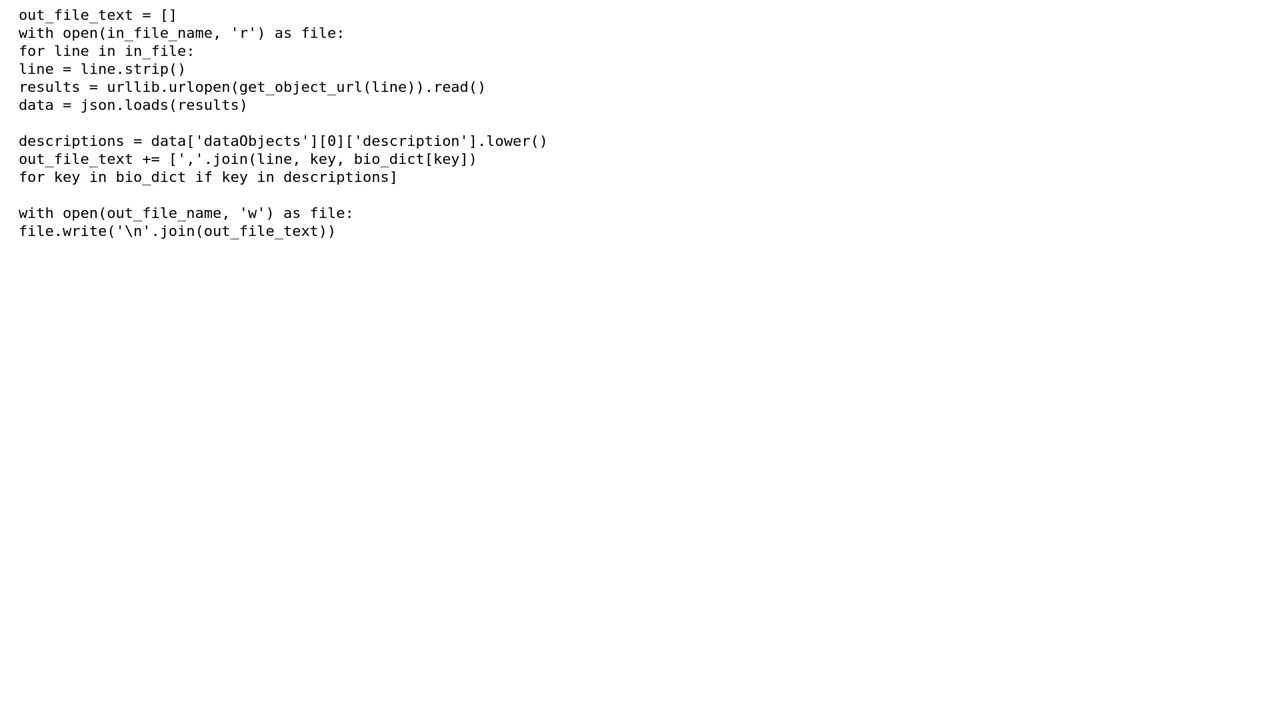 out_file_text = []
with open(in_file_name, 'r') as file:
for line in in_file:
line = line.strip()
results = urllib.urlopen(get_object_url(line)).read()
data = json.loads(results)

descriptions = data['dataObjects'][0]['description'].lower()
out_file_text += [','.join(line, key, bio_dict[key])
for key in bio_dict if key in descriptions]

with open(out_file_name, 'w') as file:
file.write('\n'.join(out_file_text))